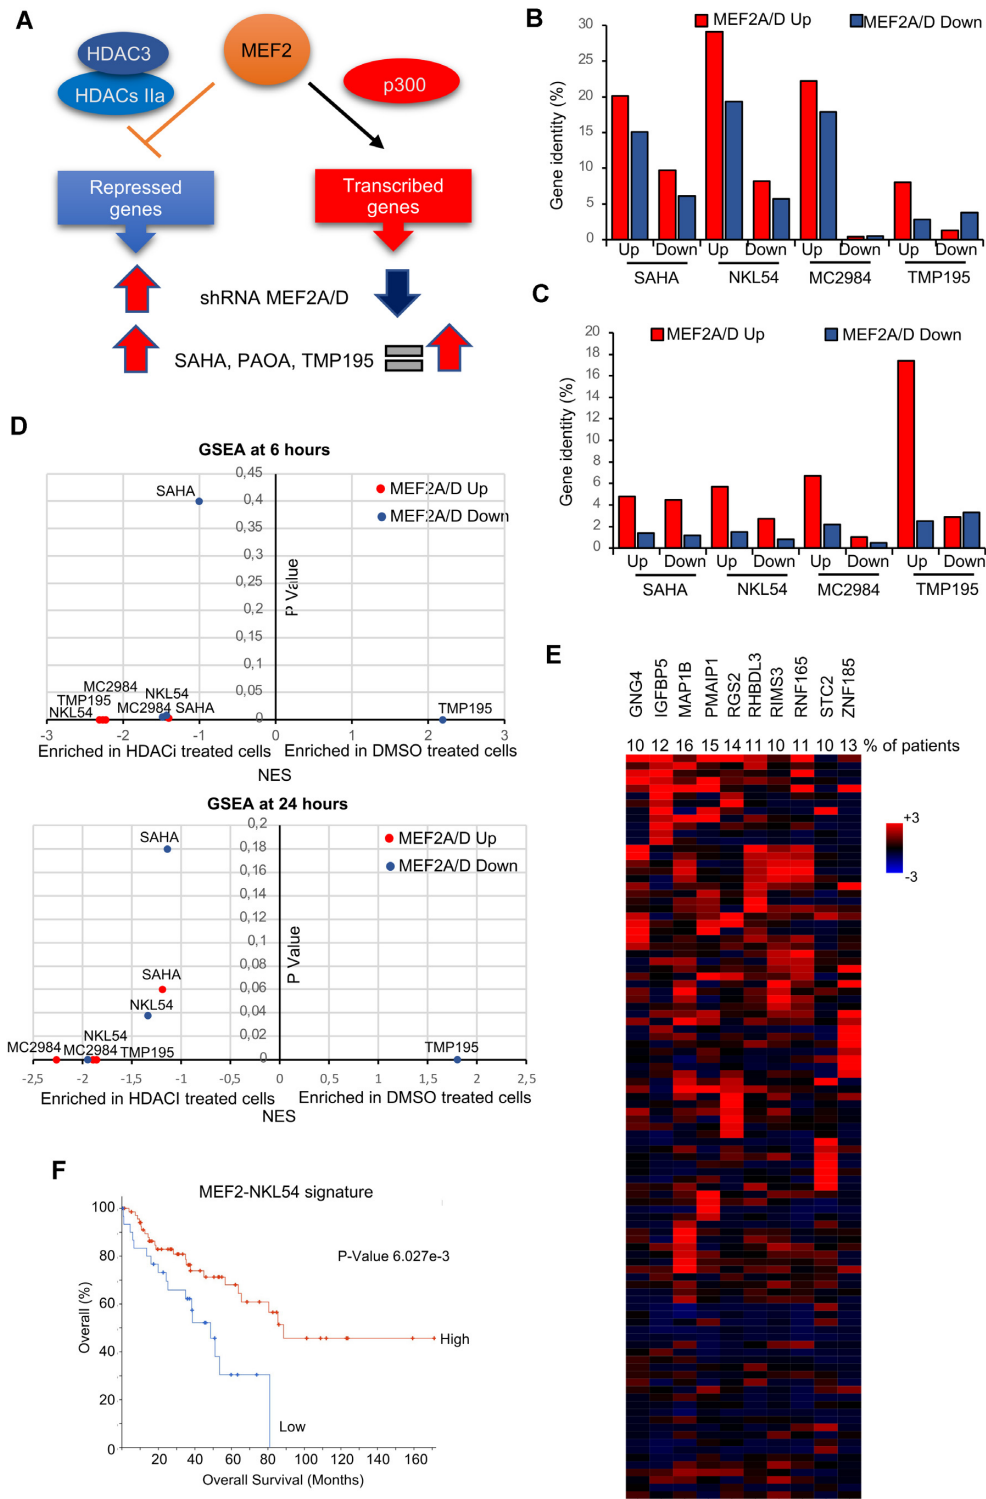 A
HDAC3
HDACs IIa
MEF2
p300
Repressed
genes
Transcribed
genes
shRNA MEF2A/D
SAHA, PAOA, TMP195
B
MEF2A/D Up
MEF2A/D Down
Gene identity (%)
30
25
20
15
10
5
0
Up Down Up Down Up Down Up Down
SAHA NKL54 MC2984 TMP195
C
MEF2A/D Up
MEF2A/D Down
Gene identity (%)
20
18
16
14
12
10
8
6
4
2
0
Up Down Up Down Up Down Up Down
SAHA NKL54 MC2984 TMP195
D
GSEA at 6 hours
0,45
0,4
0,35
0,3
0,25
0,2
0,15
0,1
0,05
0
P Value
MEF2A/D Up
MEF2A/D Down
SAHA
MC2984
TMP195
NKL54
NKL54
MC2984 SAHA
TMP195
-3 -2 -1 0 1 2 3
Enriched in HDACi treated cells Enriched in DMSO treated cells
NES
GSEA at 24 hours
0,2
0,18
0,16
0,14
0,12
0,1
0,08
0,06
0,04
0,02
0
P Value
MEF2A/D Up
MEF2A/D Down
SAHA
SAHA
NKL54
NKL54
MC2984 MC2984 TMP195
TMP195
-2,5 -2 -1,5 -1 -0,5 0 0,5 1 1,5 2 2,5
Enriched in HDACI treated cells Enriched in DMSO treated cells
NES
E
GNG4
IGFBP5
MAP1B
PMAIP1
RGS2
RHBDL3
RIMS3
RNF165
STC2
ZNF185
10 12 16 15 14 11 10 11 10 13 % of patients
+3
-3
F
MEF2-NKL54 signature
P-Value 6.027e-3
Overall (%)
100
80
60
40
20
0
High
Low
20 40 60 80 100 120 140 160
Overall Survival (Months)